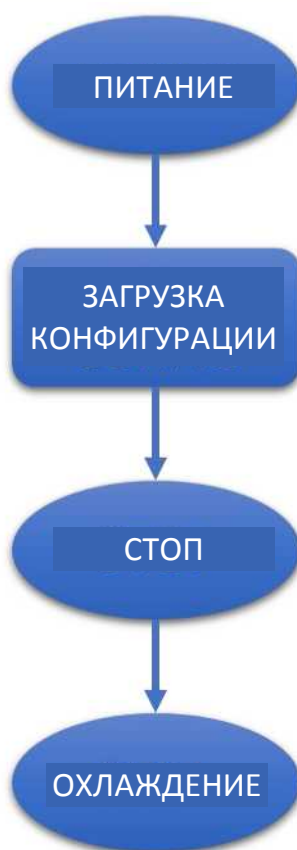 ПИТАНИЕ
ЗАГРУЗКА
КОНФИГУРАЦИИ
СТОП
ОХЛАЖДЕНИЕ